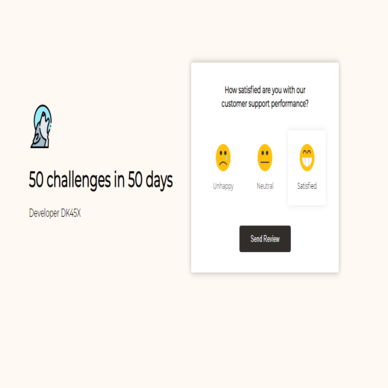 How satisfied are you with our
customer support performance?
Unhappy
Neutral
Satisfied
Send Review
50 challenges in 50 days
Developer DK45X